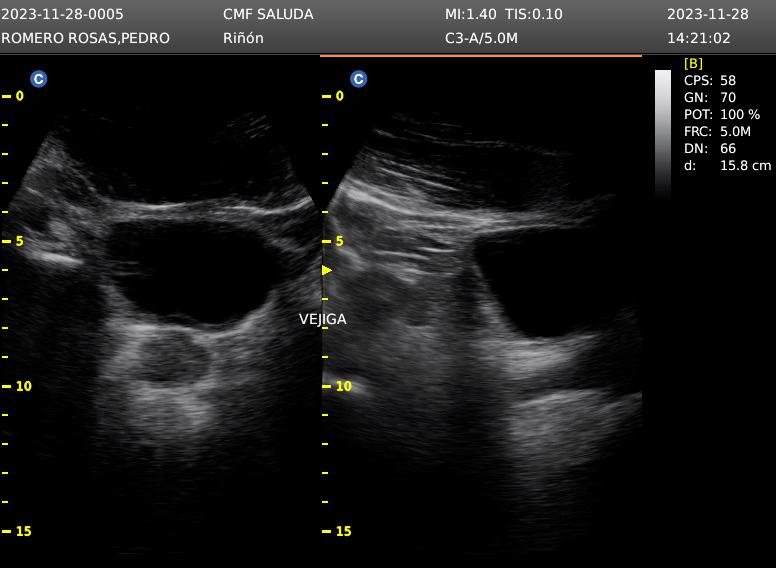 2023-11-28-0005 CMF SALUDA MI:1.40 TIS:0.10 2023-11-28
ROMERO ROSAS,PEDRO Riñón C3-A/5.0M 14:21:02
[B]
CPS: 58
GN: 70
POT: 100 %
FRC: 5.0M
DN: 66
d: 15.8 cm
C C
0 0
5 5
VEJIGA
10 10
15 15